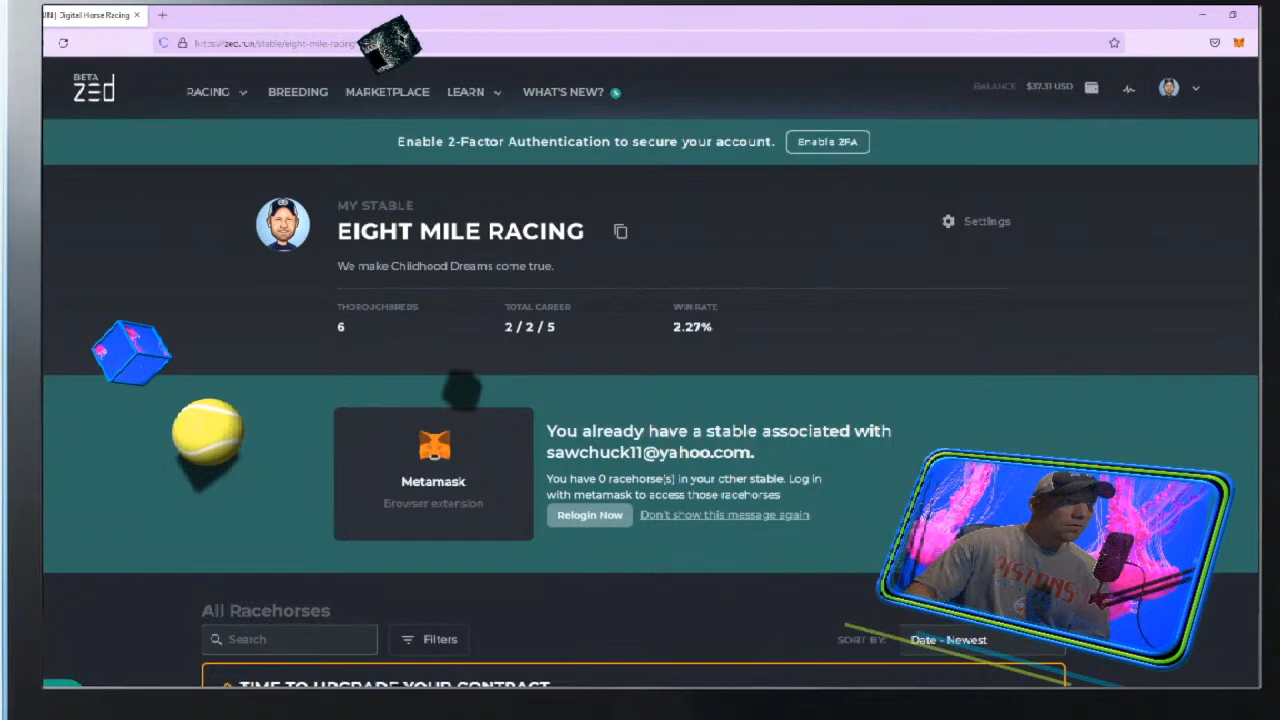 UN | Digital Horse Racing
https://zed.run/stable/eight-mile-racing
BETA
zed
RACING
BREEDING
MARKETPLACE
LEARN
WHAT'S NEW?
BALANCE $37.31 USD
Enable 2-Factor Authentication to secure your account.
Enable 2FA
MY STABLE
EIGHT MILE RACING
Settings
We make Childhood Dreams come true.
THOROUGHBREDS
TOTAL CAREER
WIN RATE
6
2 / 2 / 5
2.27%
You already have a stable associated with
sawchuck11@yahoo.com.
Metamask
Browser extension
You have 0 racehorse(s) in your other stable. Log in
with metamask to access those racehorses
Relogin Now
Don't show this message again
PISTONS
All Racehorses
Search
Filters
SORT BY:
Date - Newest
TIME TO UPGRADE YOUR CONTRACT